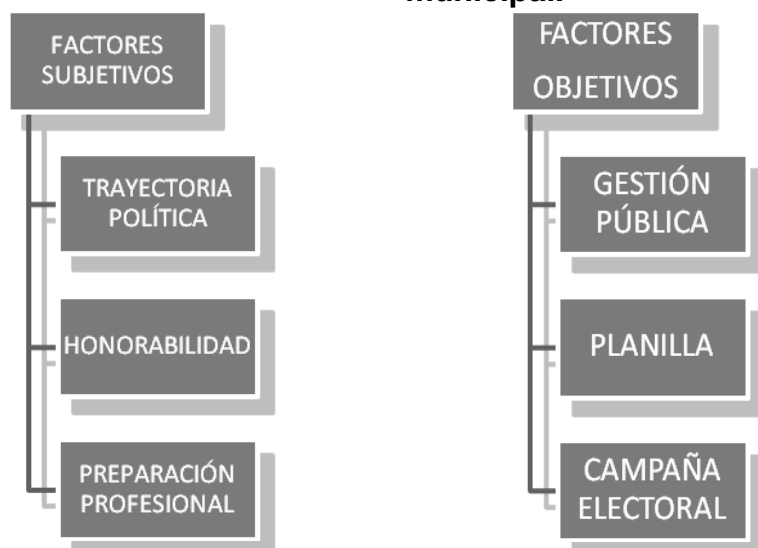 FACTORES
SUBJETIVOS
TRAYECTORIA
POLÍTICA
HONORABILIDAD
PREPARACIÓN
PROFESIONAL
FACTORES
OBJETIVOS
GESTIÓN
PÚBLICA
PLANILLA
CAMPAÑA
ELECTORAL